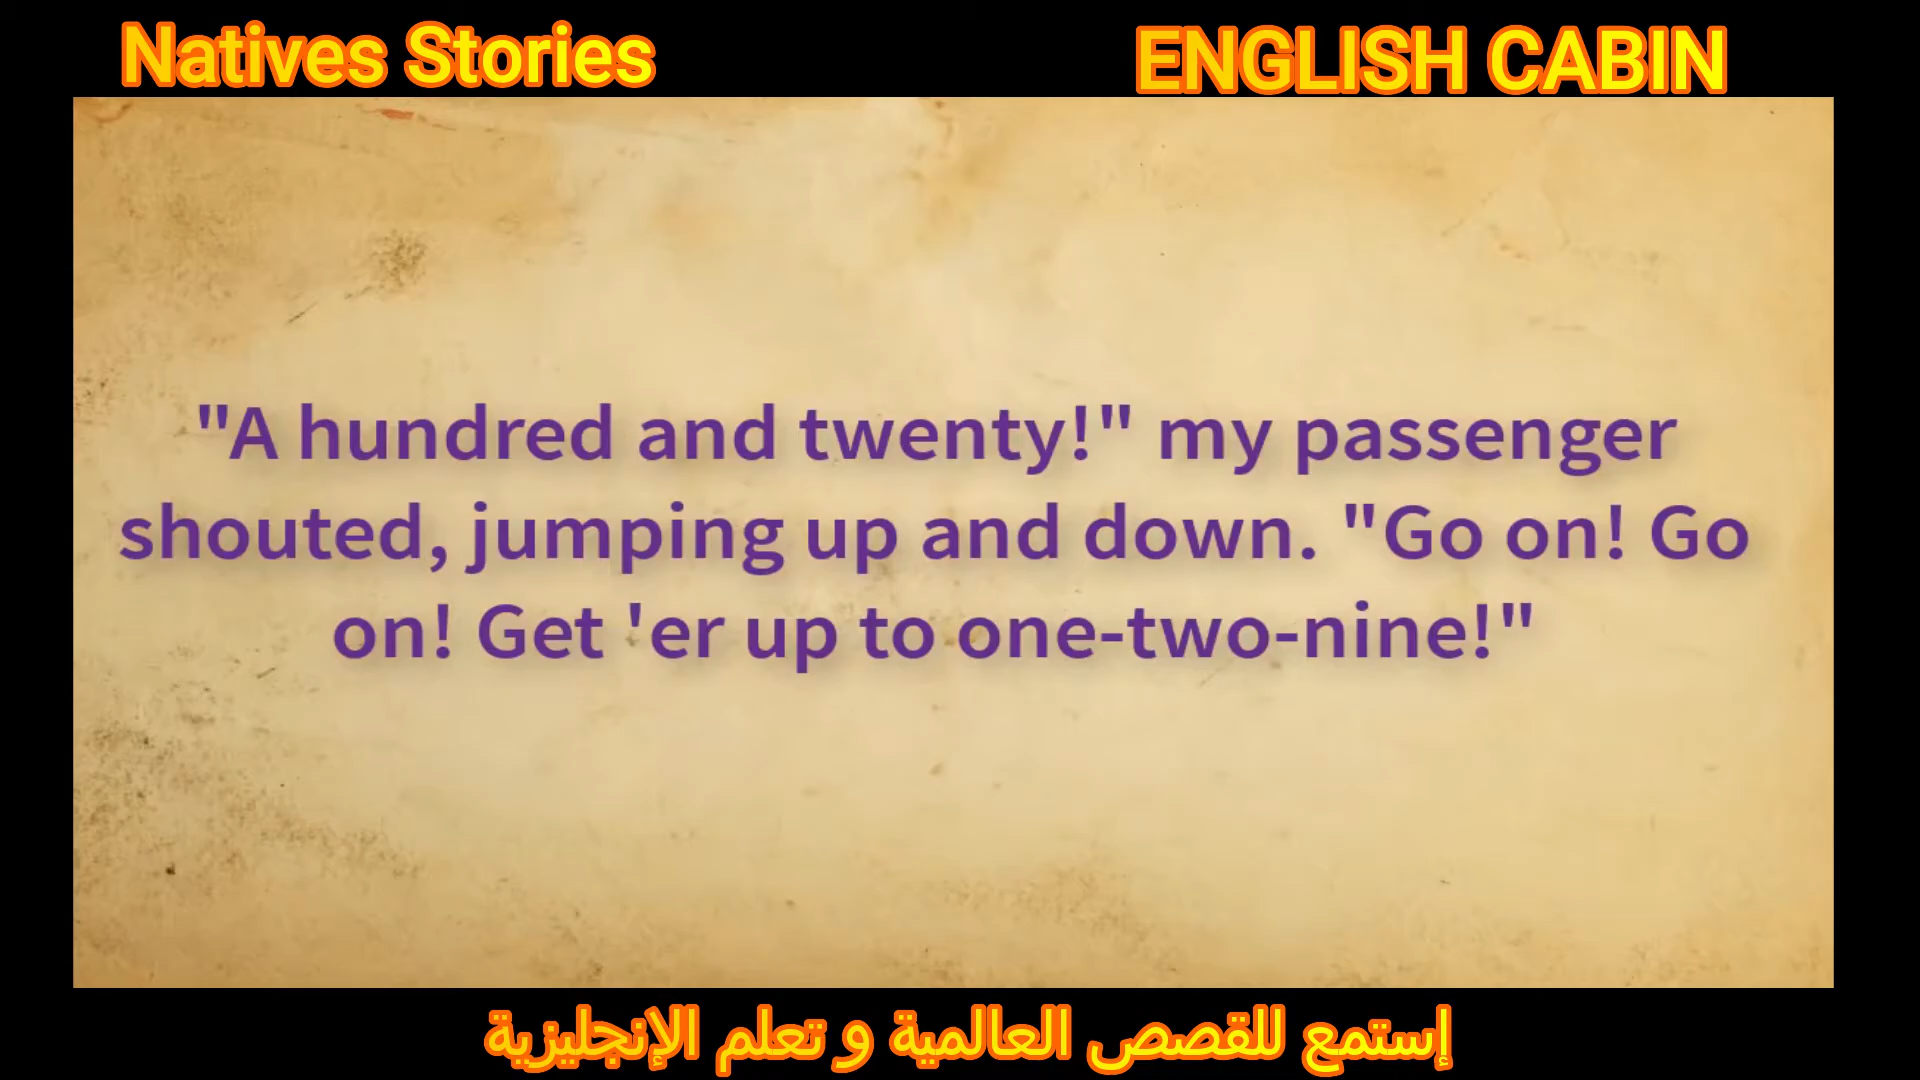 Natives Stories
ENGLISH CABIN
"A hundred and twenty!" my passenger
shouted, jumping up and down. "Go on! Go
on! Get 'er up to one-two-nine!"
إستمع للقصص العالمية و تعلم الإنجليزية